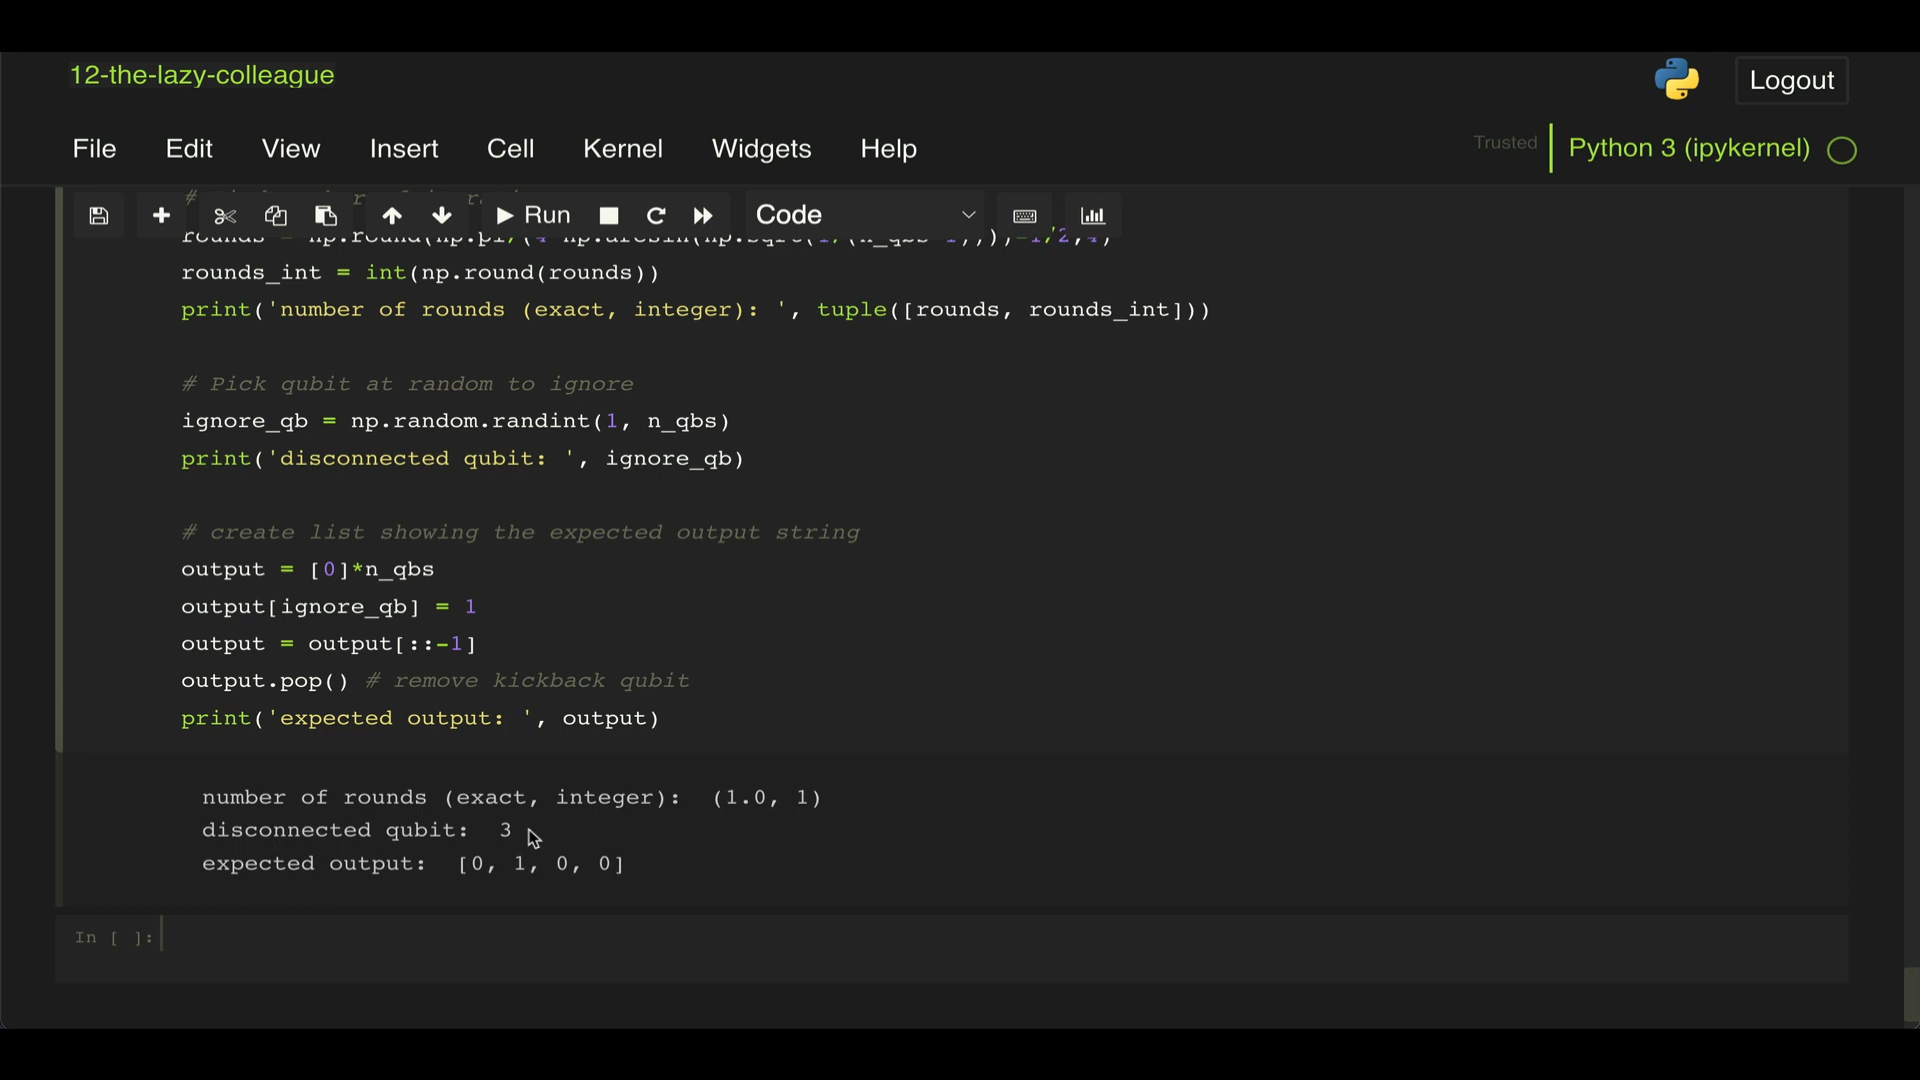 12-the-lazy-colleague
Logout
File Edit View Insert Cell Kernel Widgets Help
Trusted Python 3 (ipykernel)
Run Code
rounds_int = int(np.round(rounds))
print('number of rounds (exact, integer): ', tuple([rounds, rounds_int]))
# Pick qubit at random to ignore
ignore_qb = np.random.randint(1, n_qbs)
print('disconnected qubit: ', ignore_qb)
# create list showing the expected output string
output = [0]*n_qbs
output[ignore_qb] = 1
output = output[::-1]
output.pop() # remove kickback qubit
print('expected output: ', output)
number of rounds (exact, integer): (1.0, 1)
disconnected qubit: 3
expected output: [0, 1, 0, 0]
In [ ]: